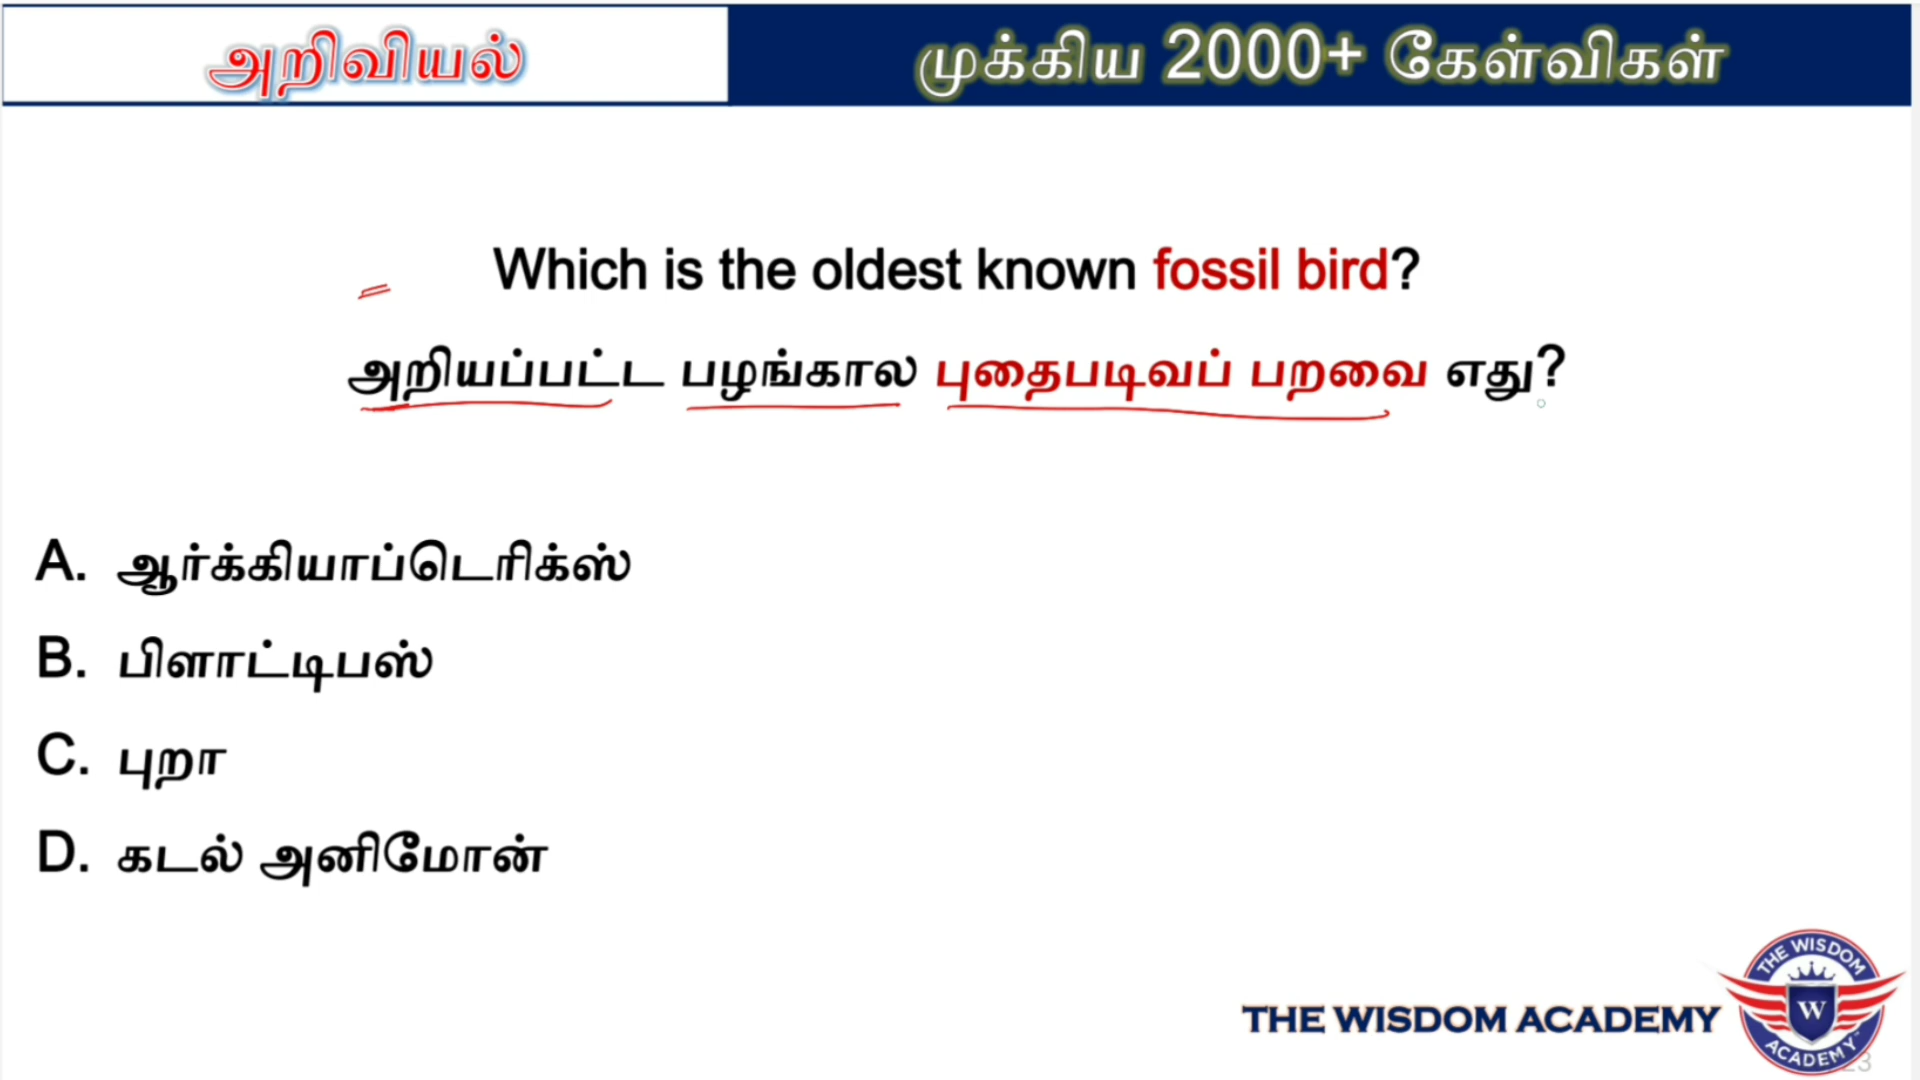 அறிவியல்
முக்கிய 2000+ கேள்விகள்
Which is the oldest known fossil bird?
அறியப்பட்ட பழங்கால புதைபடிவப் பறவை எது?
A. ஆர்க்கியாப்டெரிக்ஸ்
B. பிளாட்டிபஸ்
C. புறா
D. கடல் அனிமோன்
THE WISDOM ACADEMY
THE WISDOM
W
ACADEMY
23